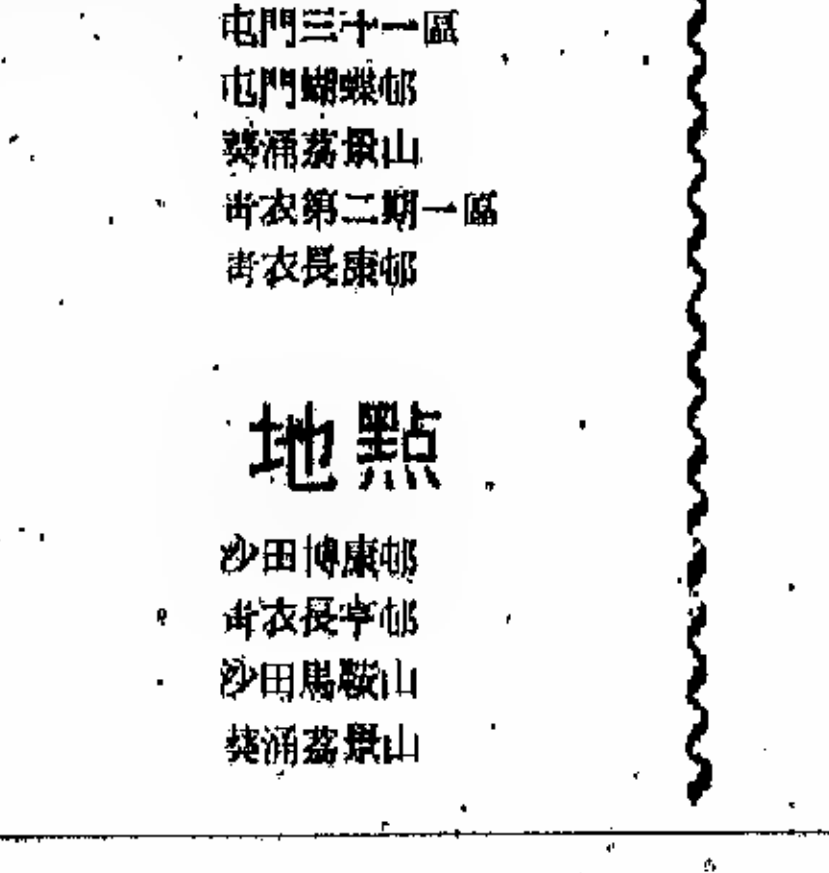 屯門三十一區
屯門蝴蝶邨
葵涌荔景山
青衣第二期一區
青衣長康邨
地點
沙田博康邨
青衣長亨邨
沙田馬鞍山
葵涌荔景山